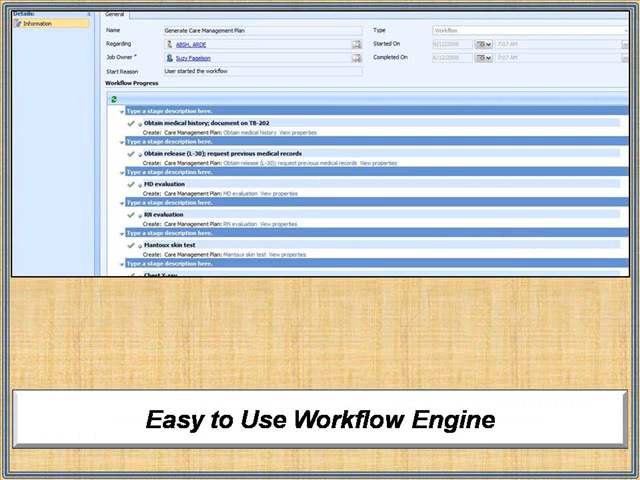 Details:
Information
General
Name Generate Care Management Plan Type Workflow
Regarding ABSH, ARDE Started On 6/12/2008 7:07 AM
Job Owner * Suzy Fagelson Completed On 6/12/2008 7:07 AM
Start Reason User started the workflow
Workflow Progress
Type a stage description here.
Obtain medical history; document on TB-202
Create: Care Management Plan: Obtain medical history View properties
Type a stage description here.
Obtain release (L-30); request previous medical records
Create: Care Management Plan: Obtain release (L-30); request previous medical records View properties
Type a stage description here.
MD evaluation
Create: Care Management Plan: MD evaluation View properties
Type a stage description here.
RN evaluation
Create: Care Management Plan: RN evaluation View properties
Type a stage description here.
Mantoux skin test
Create: Care Management Plan: Mantoux skin test View properties
Type a stage description here.
Chest X-ray
Easy to Use Workflow Engine